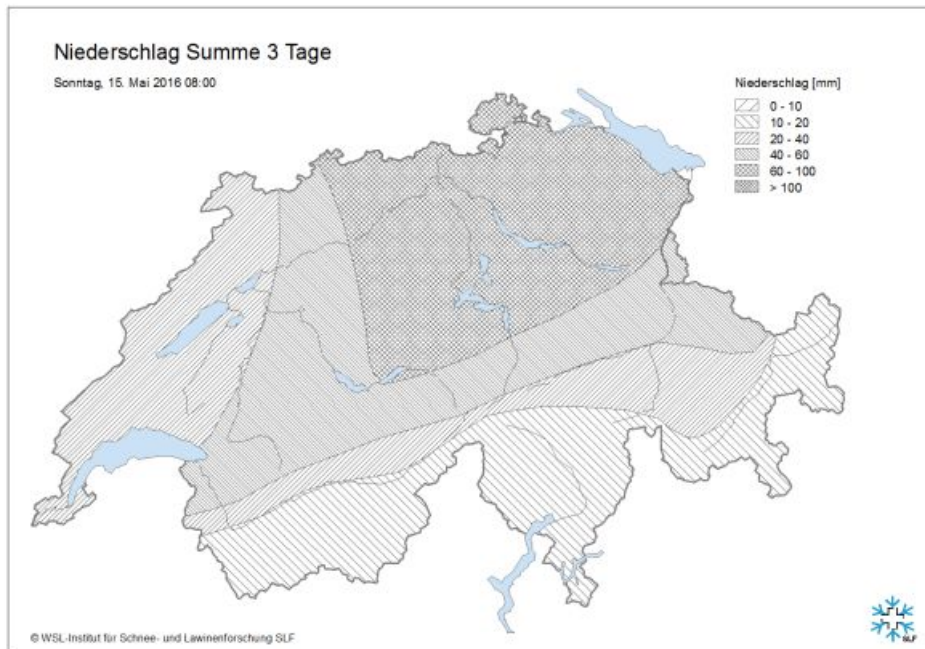 Niederschlag Summe 3 Tage
Sonntag, 15. Mai 2016 08:00
Niederschlag [mm]
0 - 10
10 - 20
20 - 40
40 - 60
60 - 100
> 100
© WSL-Institut für Schnee- und Lawinenforschung SLF
SLF